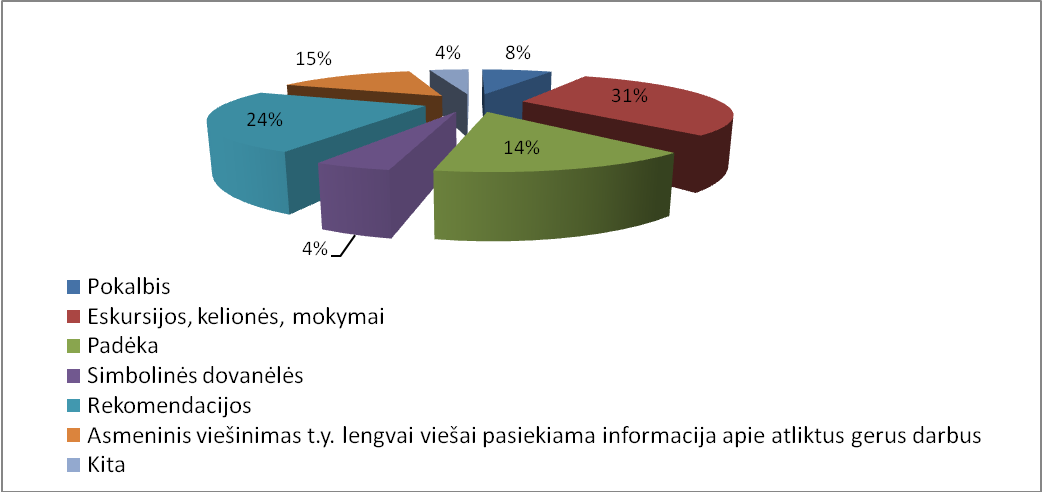 4%
8%
15%
31%
24%
14%
4%
Pokalbis
Eskursijos, kelionės, mokymai
Padėka
Simbolinės dovanėlės
Rekomendacijos
Asmeninis viešinimas t.y. lengvai viešai pasiekiama informacija apie atliktus gerus darbus
Kita